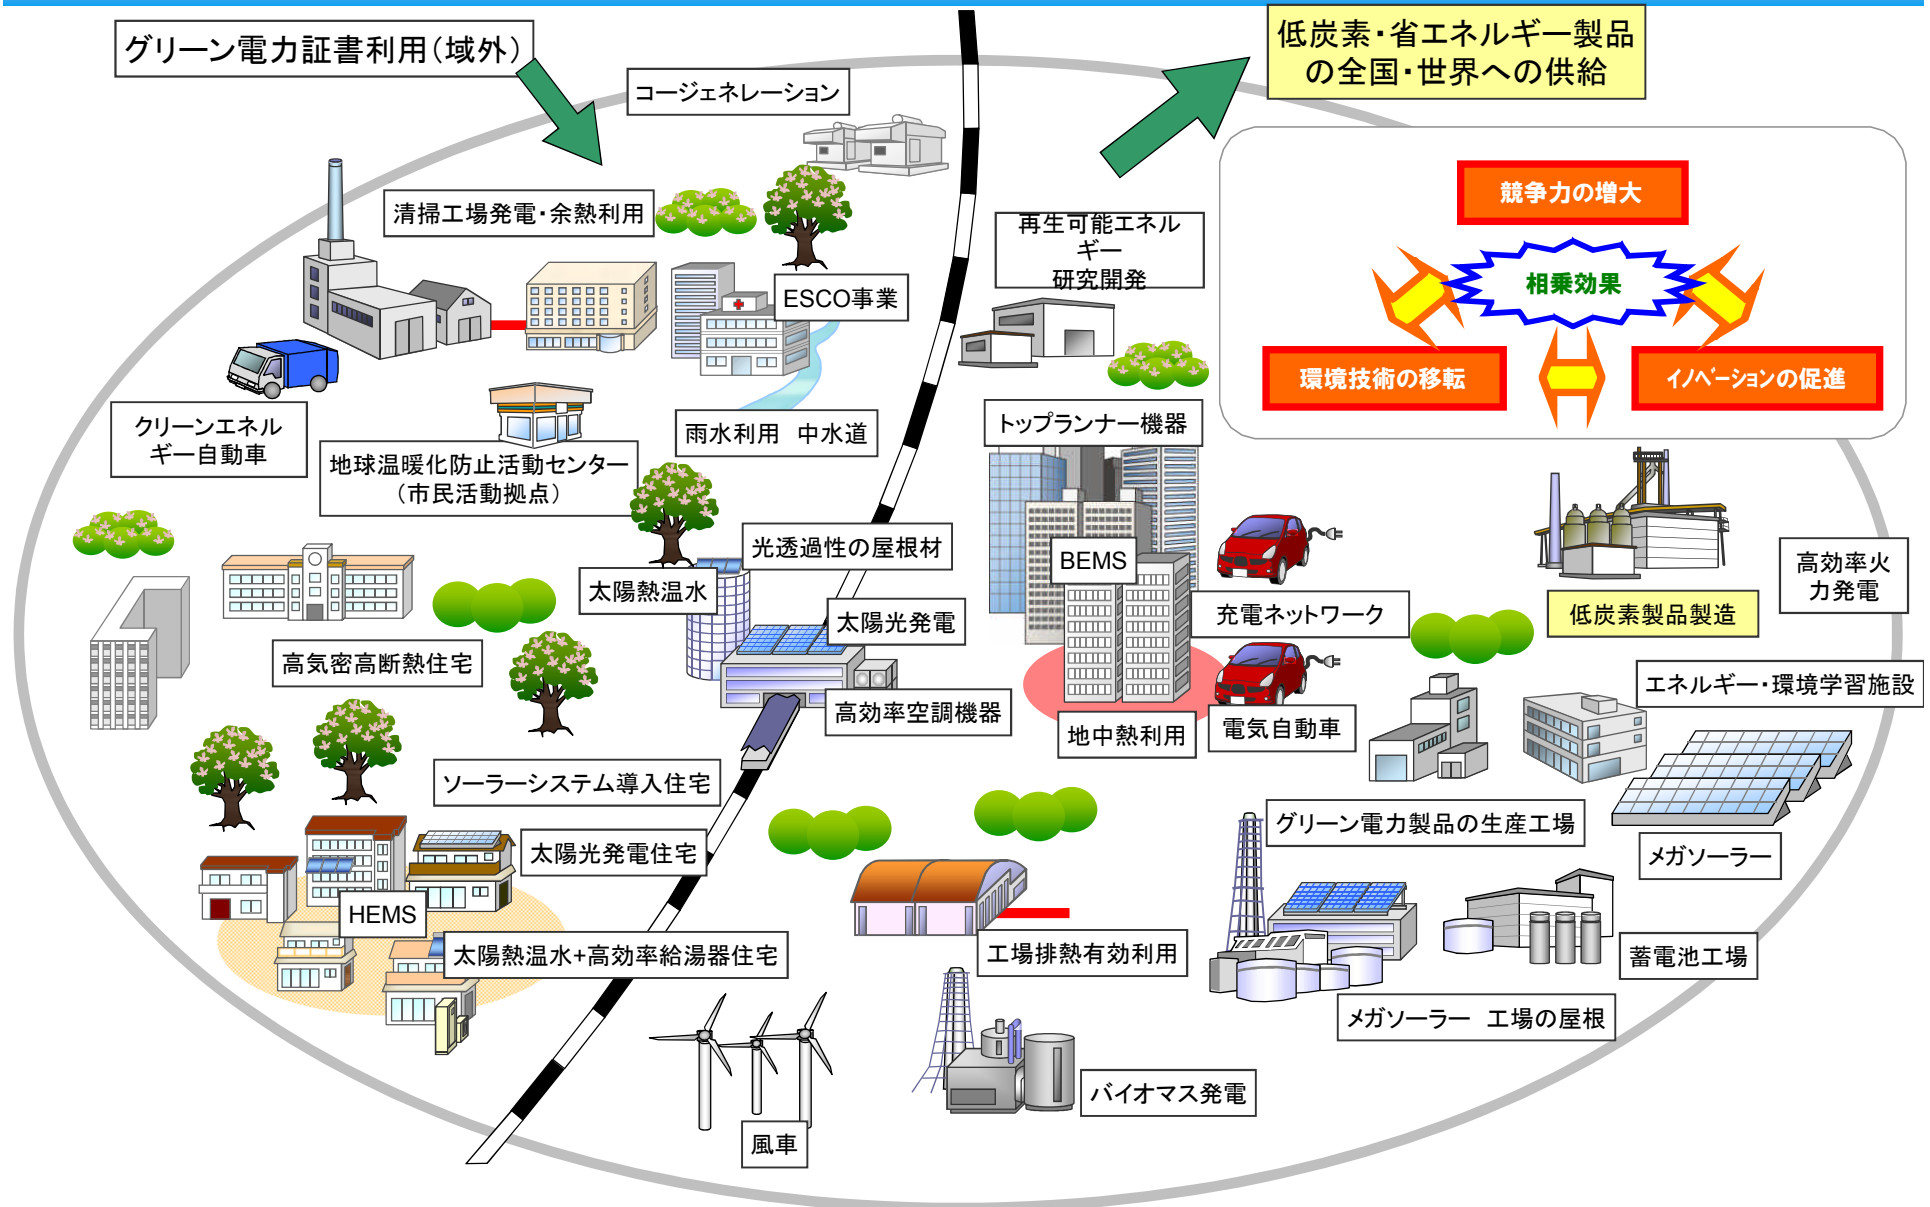 グリーン電力証書利用（域外）
低炭素・省エネルギー製品
の全国・世界への供給
コージェネレーション
清掃工場発電・余熱利用
再生可能エネル
ギー
研究開発
競争力の増大
相乗効果
環境技術の移転
イノベーションの促進
ESCO事業
クリーンエネル
ギー自動車
地球温暖化防止活動センター
（市民活動拠点）
雨水利用　中水道
トップランナー機器
光透過性の屋根材
太陽熱温水
太陽光発電
BEMS
充電ネットワーク
低炭素製品製造
高効率火
力発電
高気密高断熱住宅
高効率空調機器
地中熱利用
電気自動車
エネルギー・環境学習施設
ソーラーシステム導入住宅
太陽光発電住宅
グリーン電力製品の生産工場
メガソーラー
HEMS
太陽熱温水+高効率給湯器住宅
工場排熱有効利用
蓄電池工場
メガソーラー　工場の屋根
バイオマス発電
風車